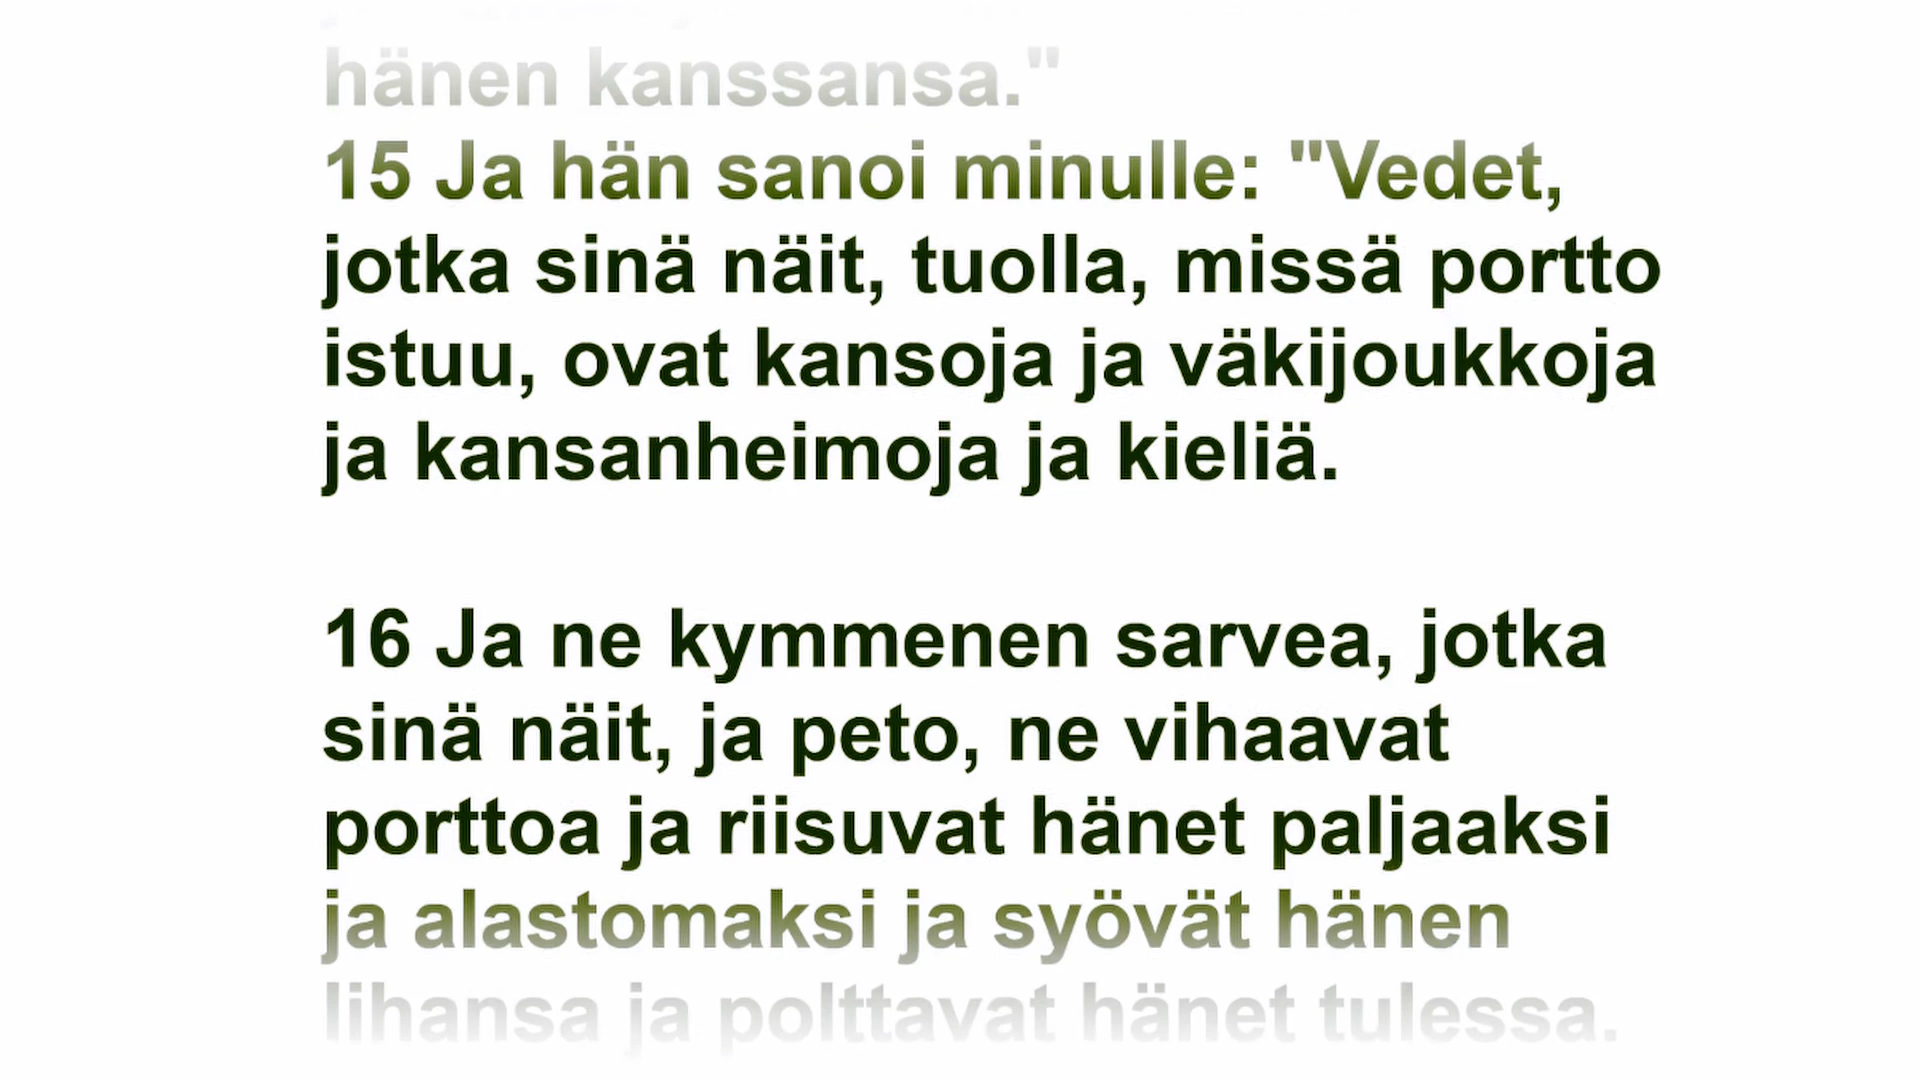 hänen kanssansa."
15 Ja hän sanoi minulle: "Vedet,
jotka sinä näit, tuolla, missä portto
istuu, ovat kansoja ja väkijoukkoja
ja kansanheimoja ja kieliä.
16 Ja ne kymmenen sarvea, jotka
sinä näit, ja peto, ne vihaavat
porttoa ja riisuvat hänet paljaaksi
ja alastomaksi ja syövät hänen
lihansa ja polttavat hänet tulessa.